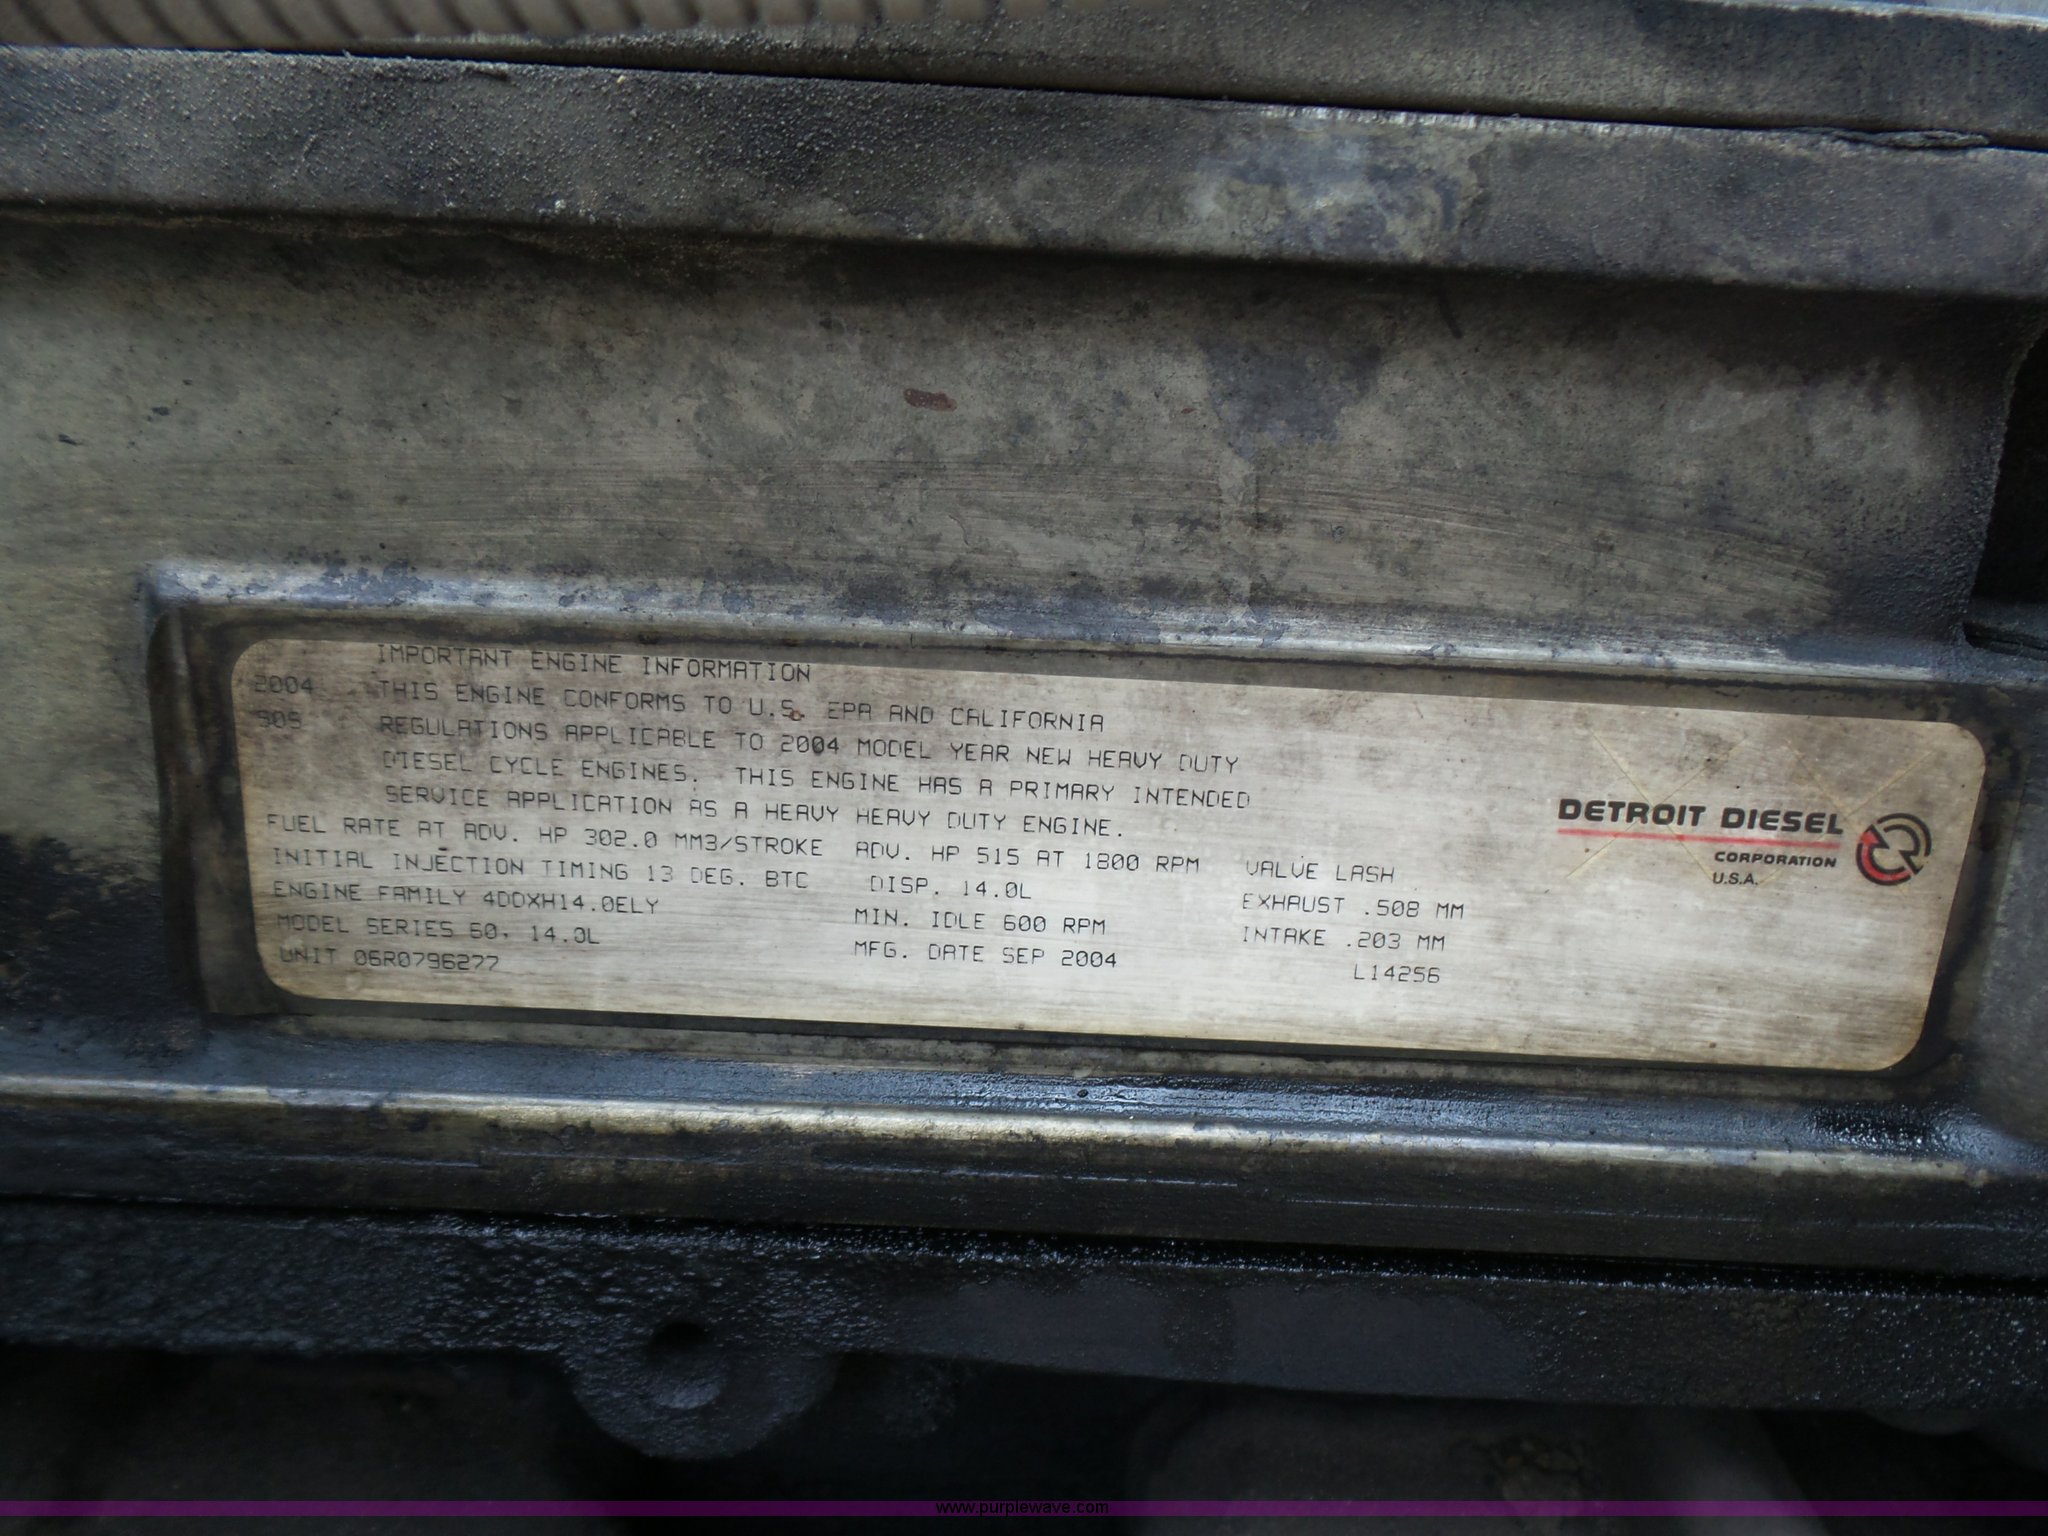 IMPORTANT ENGINE INFORMATION
2004 THIS ENGINE CONFORMS TO U.S. EPA AND CALIFORNIA
909 REGULATIONS APPLICABLE TO 2004 MODEL YEAR NEW HEAVY DUTY
DIESEL CYCLE ENGINES. THIS ENGINE HAS A PRIMARY INTENDED
SERVICE APPLICATION AS A HEAVY HEAVY DUTY ENGINE.
FUEL RATE AT ADV. HP 302.0 MM3/STROKE ADV. HP 515 AT 1800 RPM VALVE LASH
INITIAL INJECTION TIMING 13 DEG. BTC DISP. 14.0L EXHAUST .508 MM
ENGINE FAMILY 4DDXH14.0ELY MIN. IDLE 600 RPM INTAKE .203 MM
MODEL SERIES 60, 14.0L MFG. DATE SEP 2004 L14256
UNIT 06R0796277
DETROIT DIESEL
CORPORATION
U.S.A.
www.purplewave.com